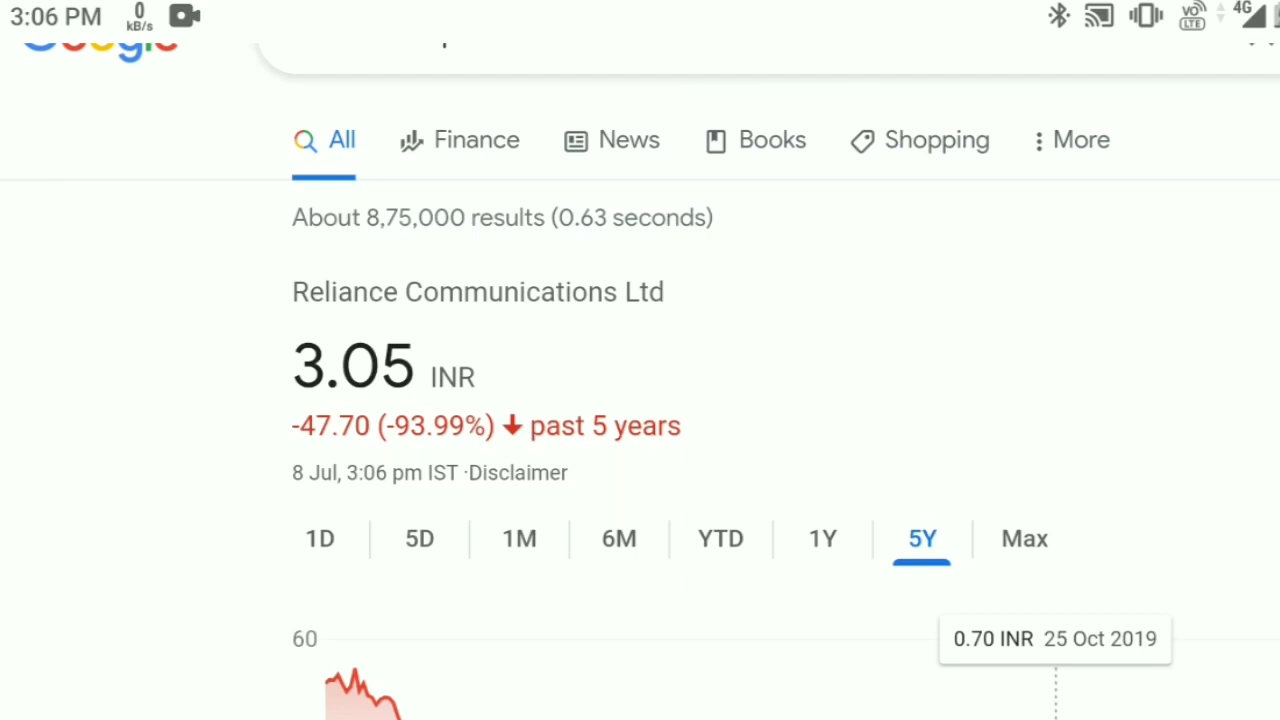 3:06 PM 0 kB/s VO LTE 4G
All Finance News Books Shopping More
About 8,75,000 results (0.63 seconds)
Reliance Communications Ltd
3.05 INR
-47.70 (-93.99%) past 5 years
8 Jul, 3:06 pm IST ·Disclaimer
1D 5D 1M 6M YTD 1Y 5Y Max
60
0.70 INR 25 Oct 2019